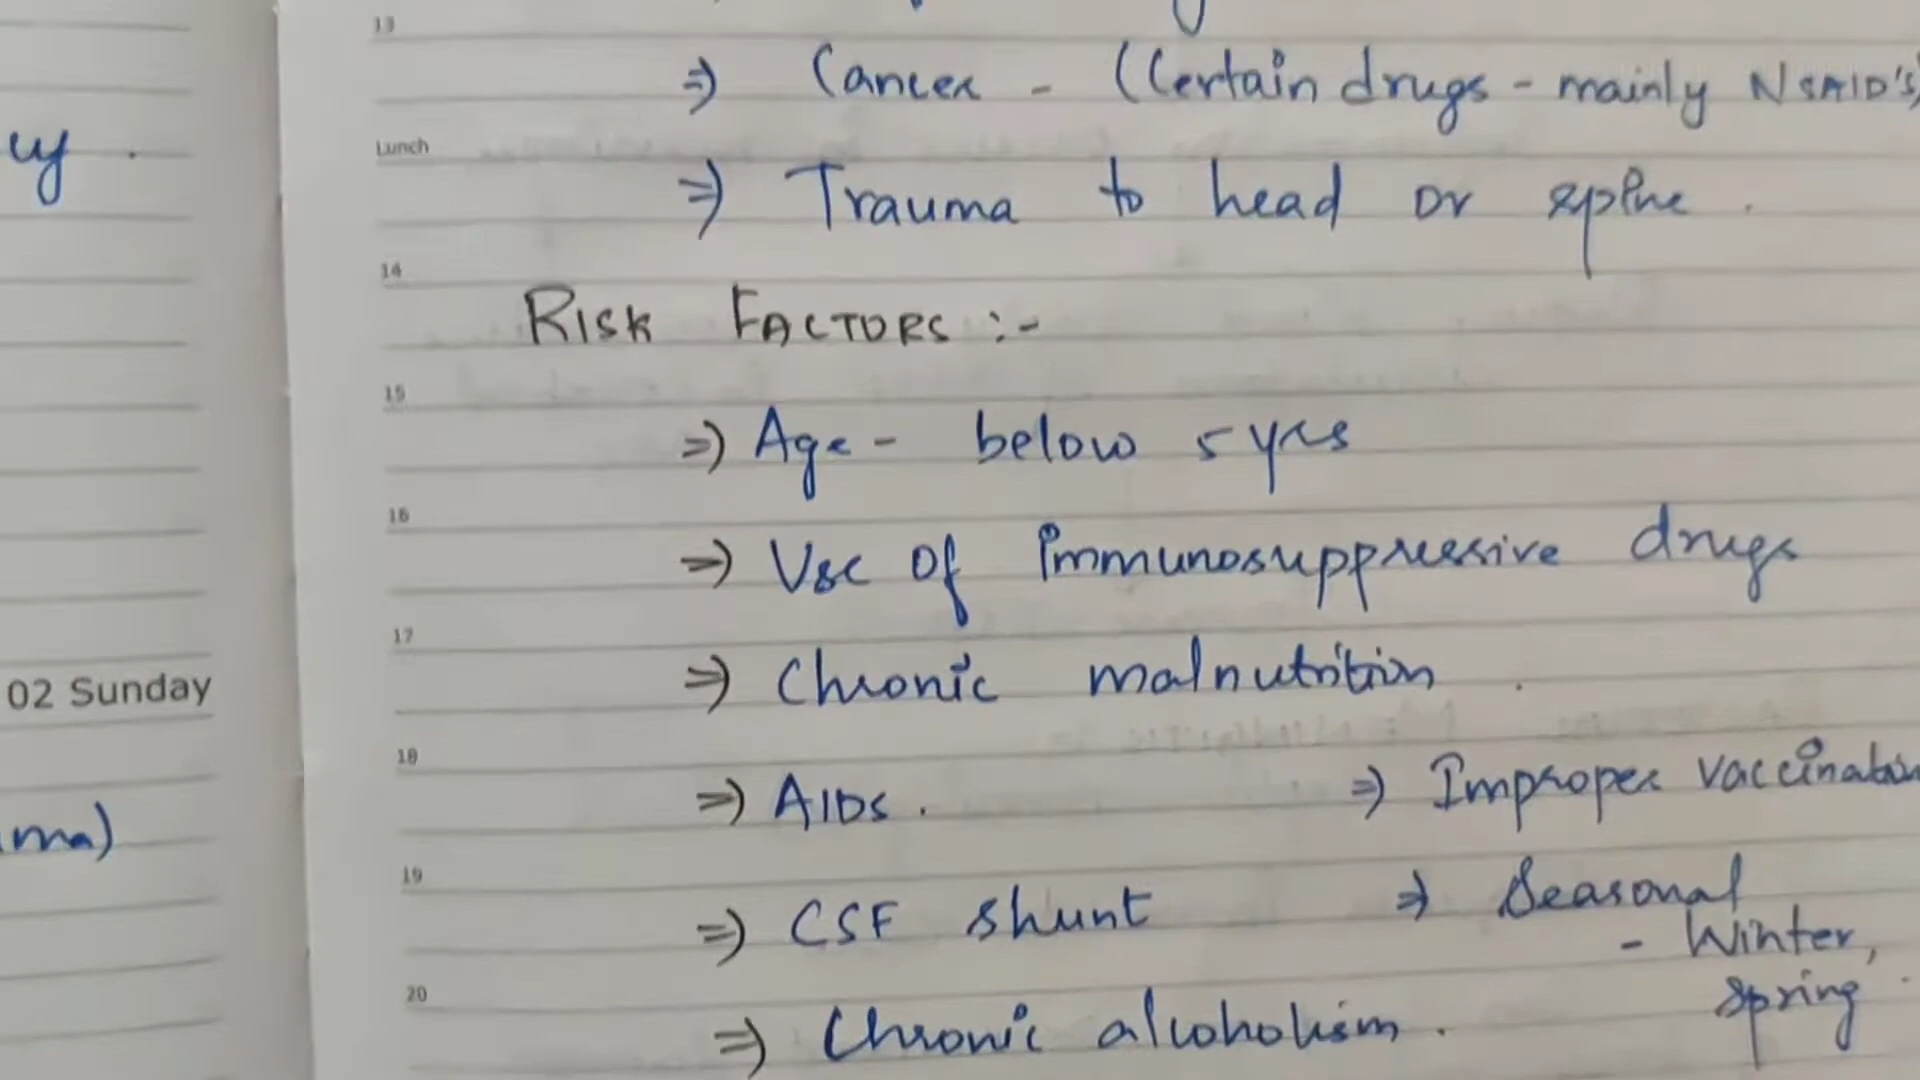 13
⇒ Cancer - (Certain drugs - mainly NSAID's)
Lunch
⇒ Trauma to head or spine.
14
RISK FACTORS :-
15
⇒ Age - below 5 yrs
16
⇒ Use of immunosuppressive drugs
17
⇒ Chronic malnutrition.
02 Sunday
18
⇒ AIDS. ⇒ Improper vaccination
19
⇒ CSF shunt ⇒ Seasonal
- Winter,
spring.
20
⇒ Chronic alcoholism.